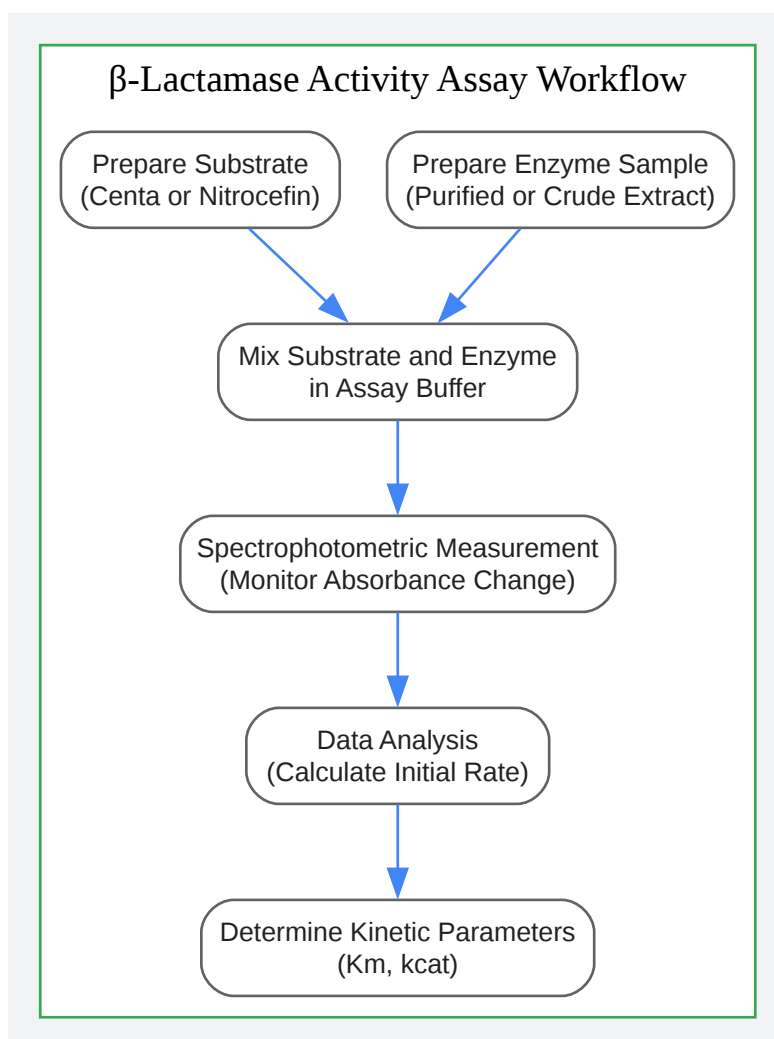 β-Lactamase Activity Assay Workflow
Prepare Substrate
(Centa or Nitrocefin)
Prepare Enzyme Sample
(Purified or Crude Extract)
Mix Substrate and Enzyme
in Assay Buffer
Spectrophotometric Measurement
(Monitor Absorbance Change)
Data Analysis
(Calculate Initial Rate)
Determine Kinetic Parameters
(Km, kcat)